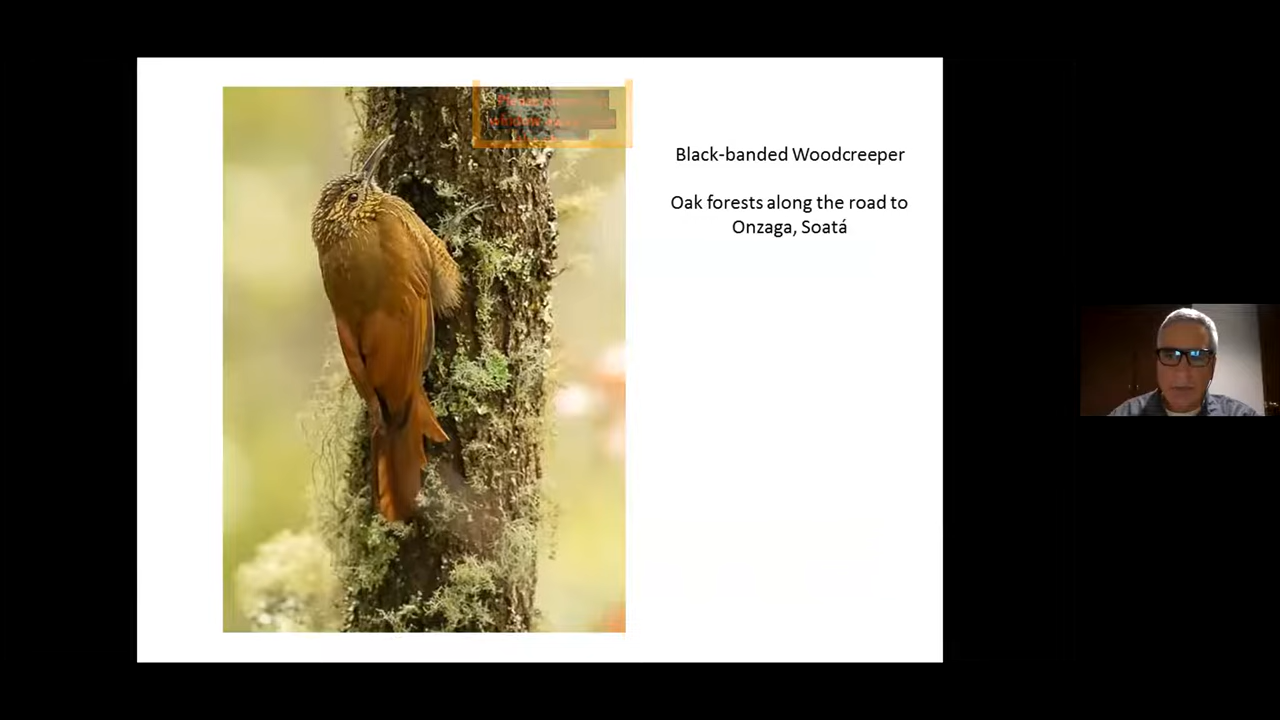 Black-banded Woodcreeper
Oak forests along the road to
Onzaga, Soatá